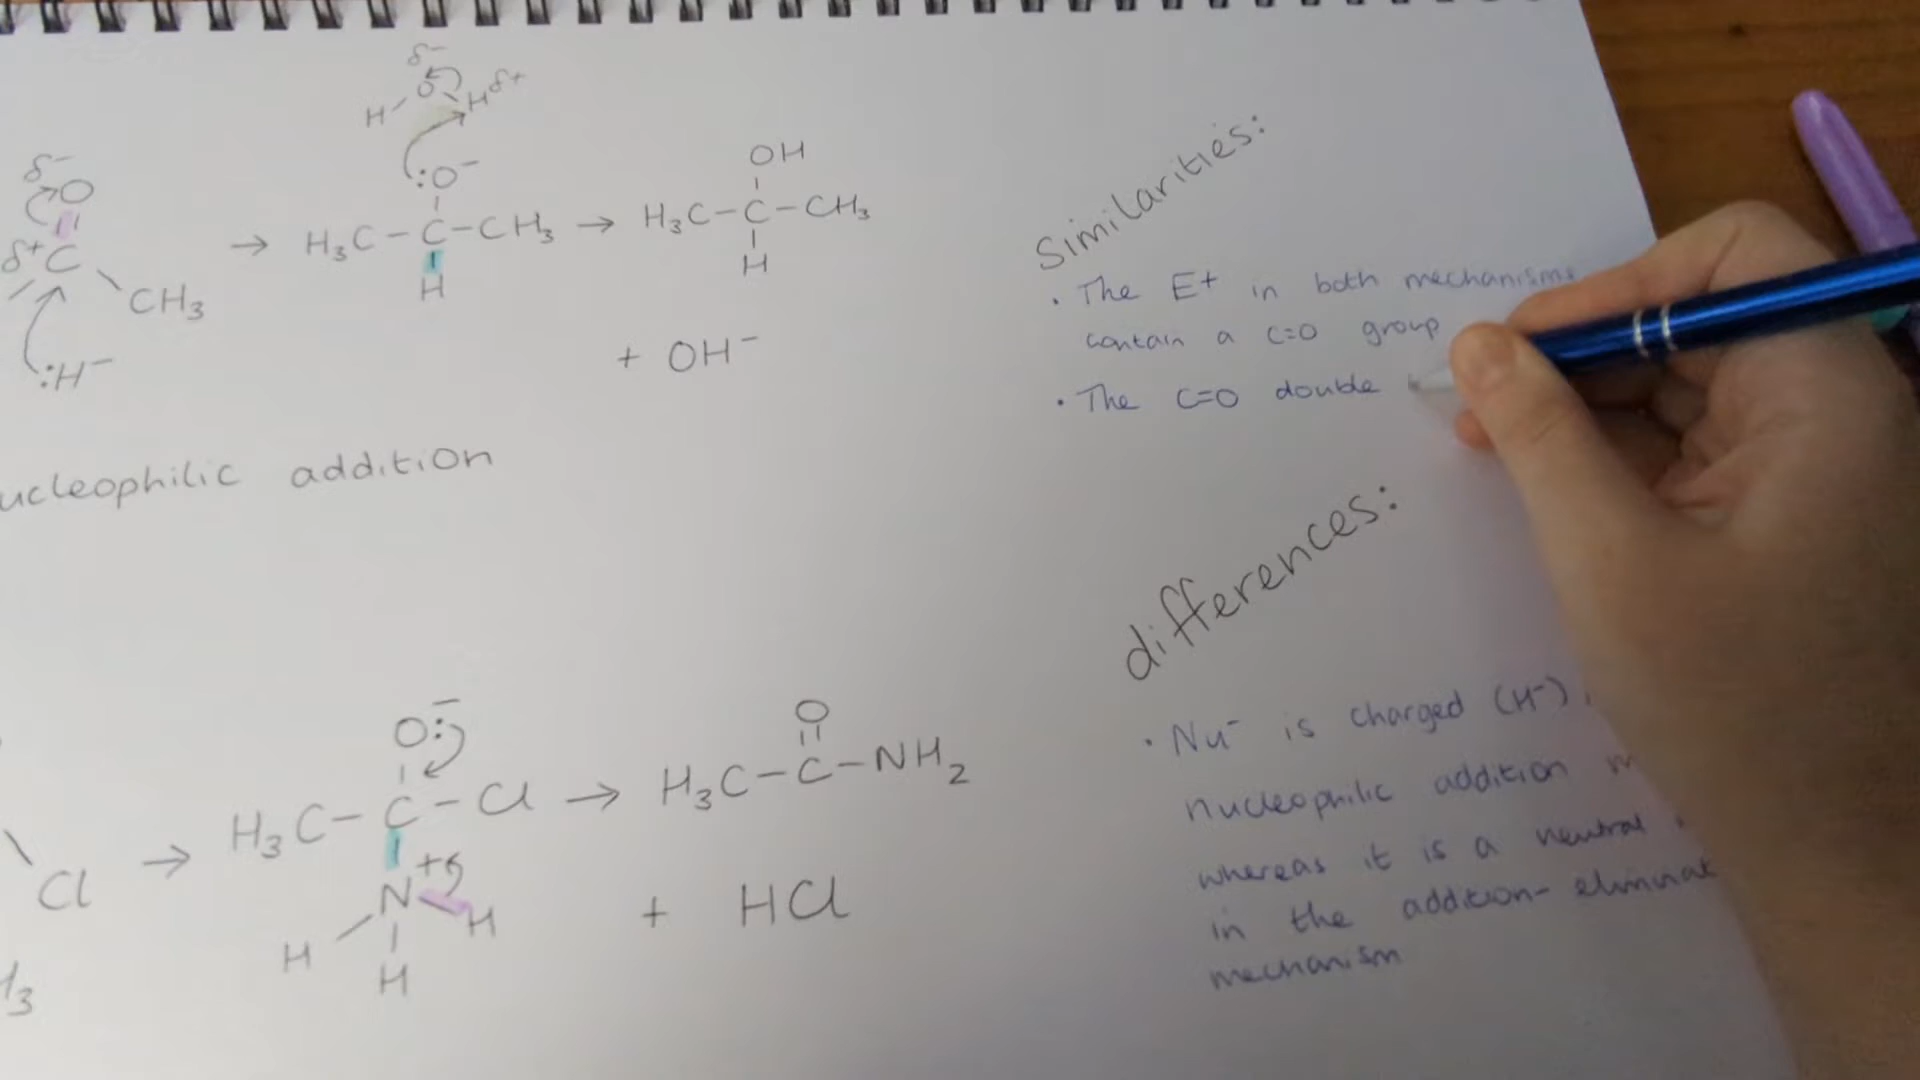 δ-
H O H δ+
δ-
O
δ+ C
CH3
:H-
→
:O-
H3C-C-CH3
H
→
OH
H3C-C-CH3
H
+ OH-
ucleophilic addition
Similarities:
• The E+ in both mechanisms
contain a C=O group
• The C=O double
differences:
• Nu- is charged (H-)
nucleophilic addition
whereas it is a neutral
in the addition-eliminat
mechanism
Cl
H3
→
O:-
H3C-C-Cl
N+
H H H
→
O
H3C-C-NH2
+ HCl